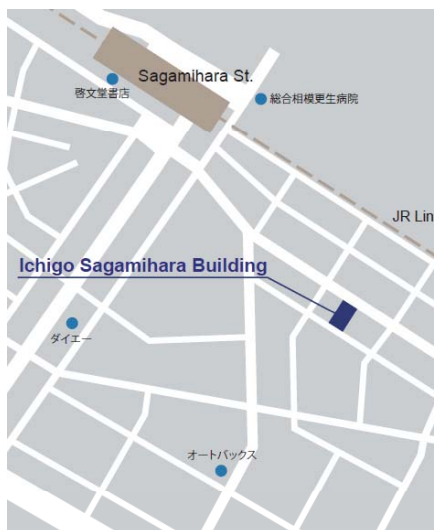 Sagamihara St.
啓文堂書店
総合相模更生病院
JR Lin
Ichigo Sagamihara Building
ダイエー
オートバックス